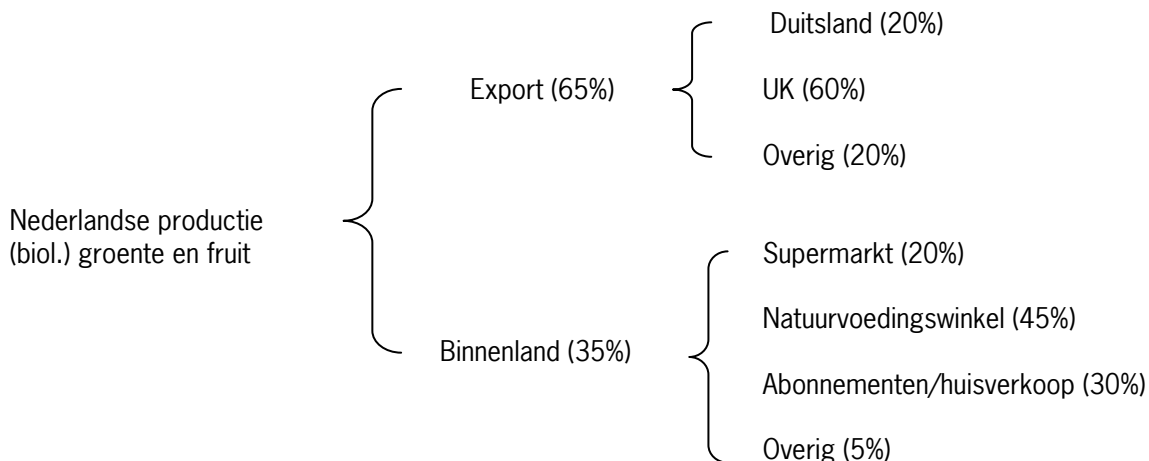 Nederlandse productie
(biol.) groente en fruit
Export (65%)
Duitsland (20%)
UK (60%)
Overig (20%)
Binnenland (35%)
Supermarkt (20%)
Natuurvoedingswinkel (45%)
Abonnementen/huisverkoop (30%)
Overig (5%)